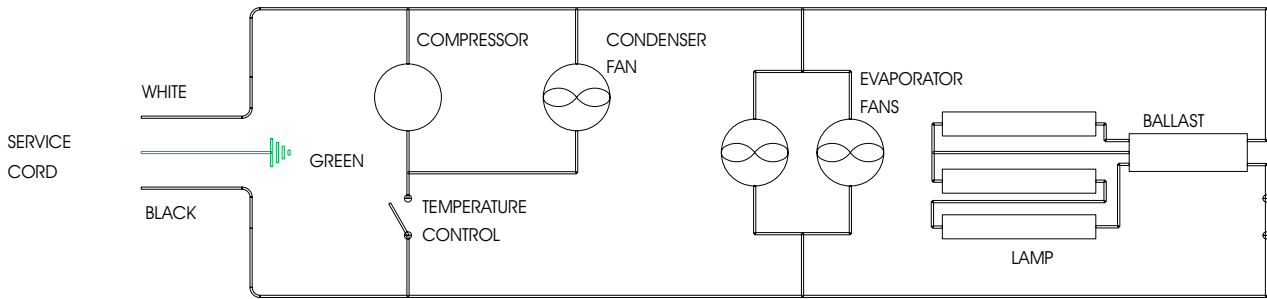 COMPRESSOR
CONDENSER
FAN
WHITE
EVAPORATOR
FANS
BALLAST
SERVICE
CORD
GREEN
BLACK
TEMPERATURE
CONTROL
LAMP